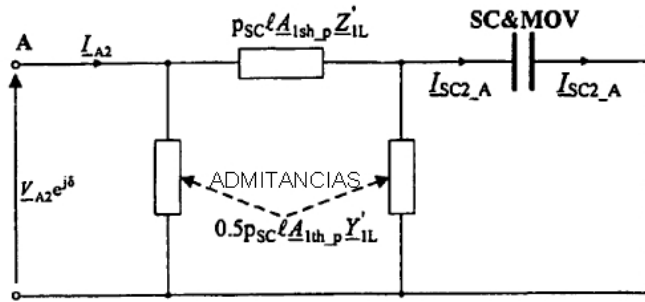 p_SC ℓ A_1sh_p Z'_1L
SC&MOV
A
I_A2
I_SC2_A
I_SC2_A
V_A2 e^jδ
ADMITANCIAS
0.5p_SC ℓ A_1th_p Y'_1L